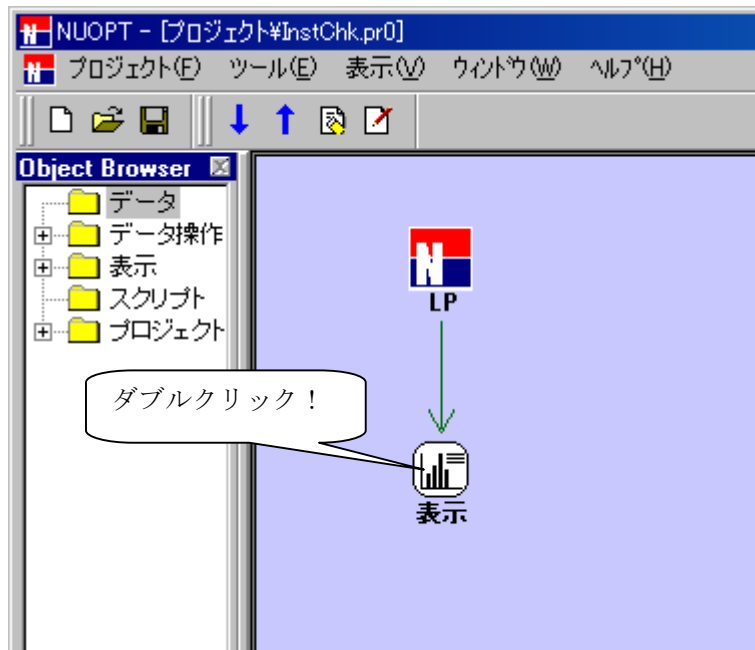 NUOPT - [プロジェクト¥InstChk.pr0]
プロジェクト(F) ツール(E) 表示(V) ウィンドウ(W) ヘルプ(H)
Object Browser
データ
データ操作
表示
スクリプト
プロジェクト
N
LP
ダブルクリック！
表示